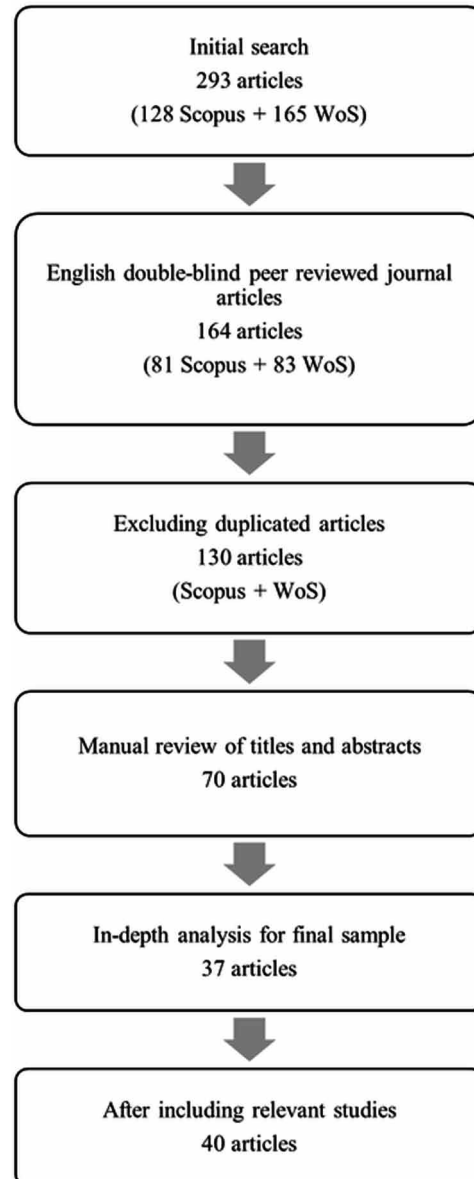 Initial search
293 articles
(128 Scopus + 165 WoS)
English double-blind peer reviewed journal
articles
164 articles
(81 Scopus + 83 WoS)
Excluding duplicated articles
130 articles
(Scopus + WoS)
Manual review of titles and abstracts
70 articles
In-depth analysis for final sample
37 articles
After including relevant studies
40 articles